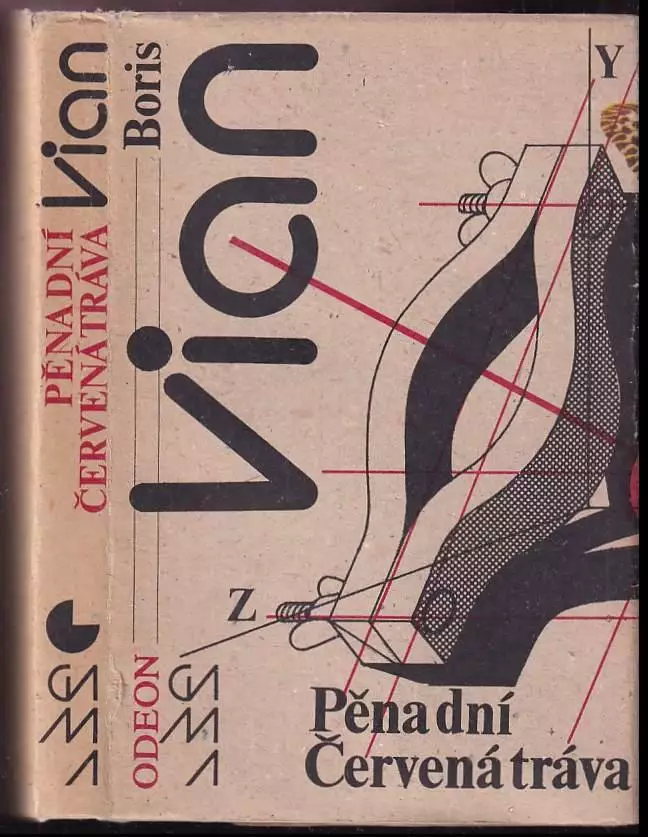 Vian
PĚNA DNÍ
ČERVENÁ TRÁVA
Boris
Vian
ODEON
Y
Z
Pěna dní
Červená tráva